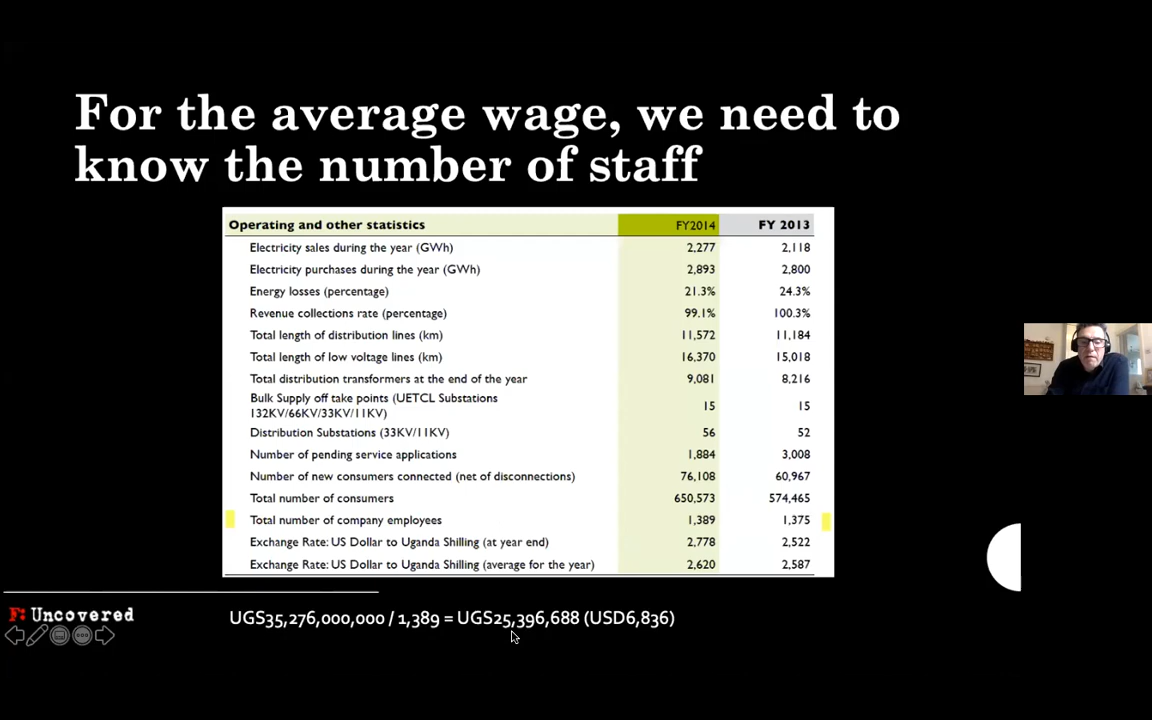 For the average wage, we need to
know the number of staff
Operating and other statistics FY2014 FY 2013
Electricity sales during the year (GWh) 2,277 2,118
Electricity purchases during the year (GWh) 2,893 2,800
Energy losses (percentage) 21.3% 24.3%
Revenue collections rate (percentage) 99.1% 100.3%
Total length of distribution lines (km) 11,572 11,184
Total length of low voltage lines (km) 16,370 15,018
Total distribution transformers at the end of the year 9,081 8,216
Bulk Supply off take points (UETCL Substations
132KV/66KV/33KV/11KV) 15 15
Distribution Substations (33KV/11KV) 56 52
Number of pending service applications 1,884 3,008
Number of new consumers connected (net of disconnections) 76,108 60,967
Total number of consumers 650,573 574,465
Total number of company employees 1,389 1,375
Exchange Rate: US Dollar to Uganda Shilling (at year end) 2,778 2,522
Exchange Rate: US Dollar to Uganda Shilling (average for the year) 2,620 2,587
F: Uncovered
UGS35,276,000,000 / 1,389 = UGS25,396,688 (USD6,836)